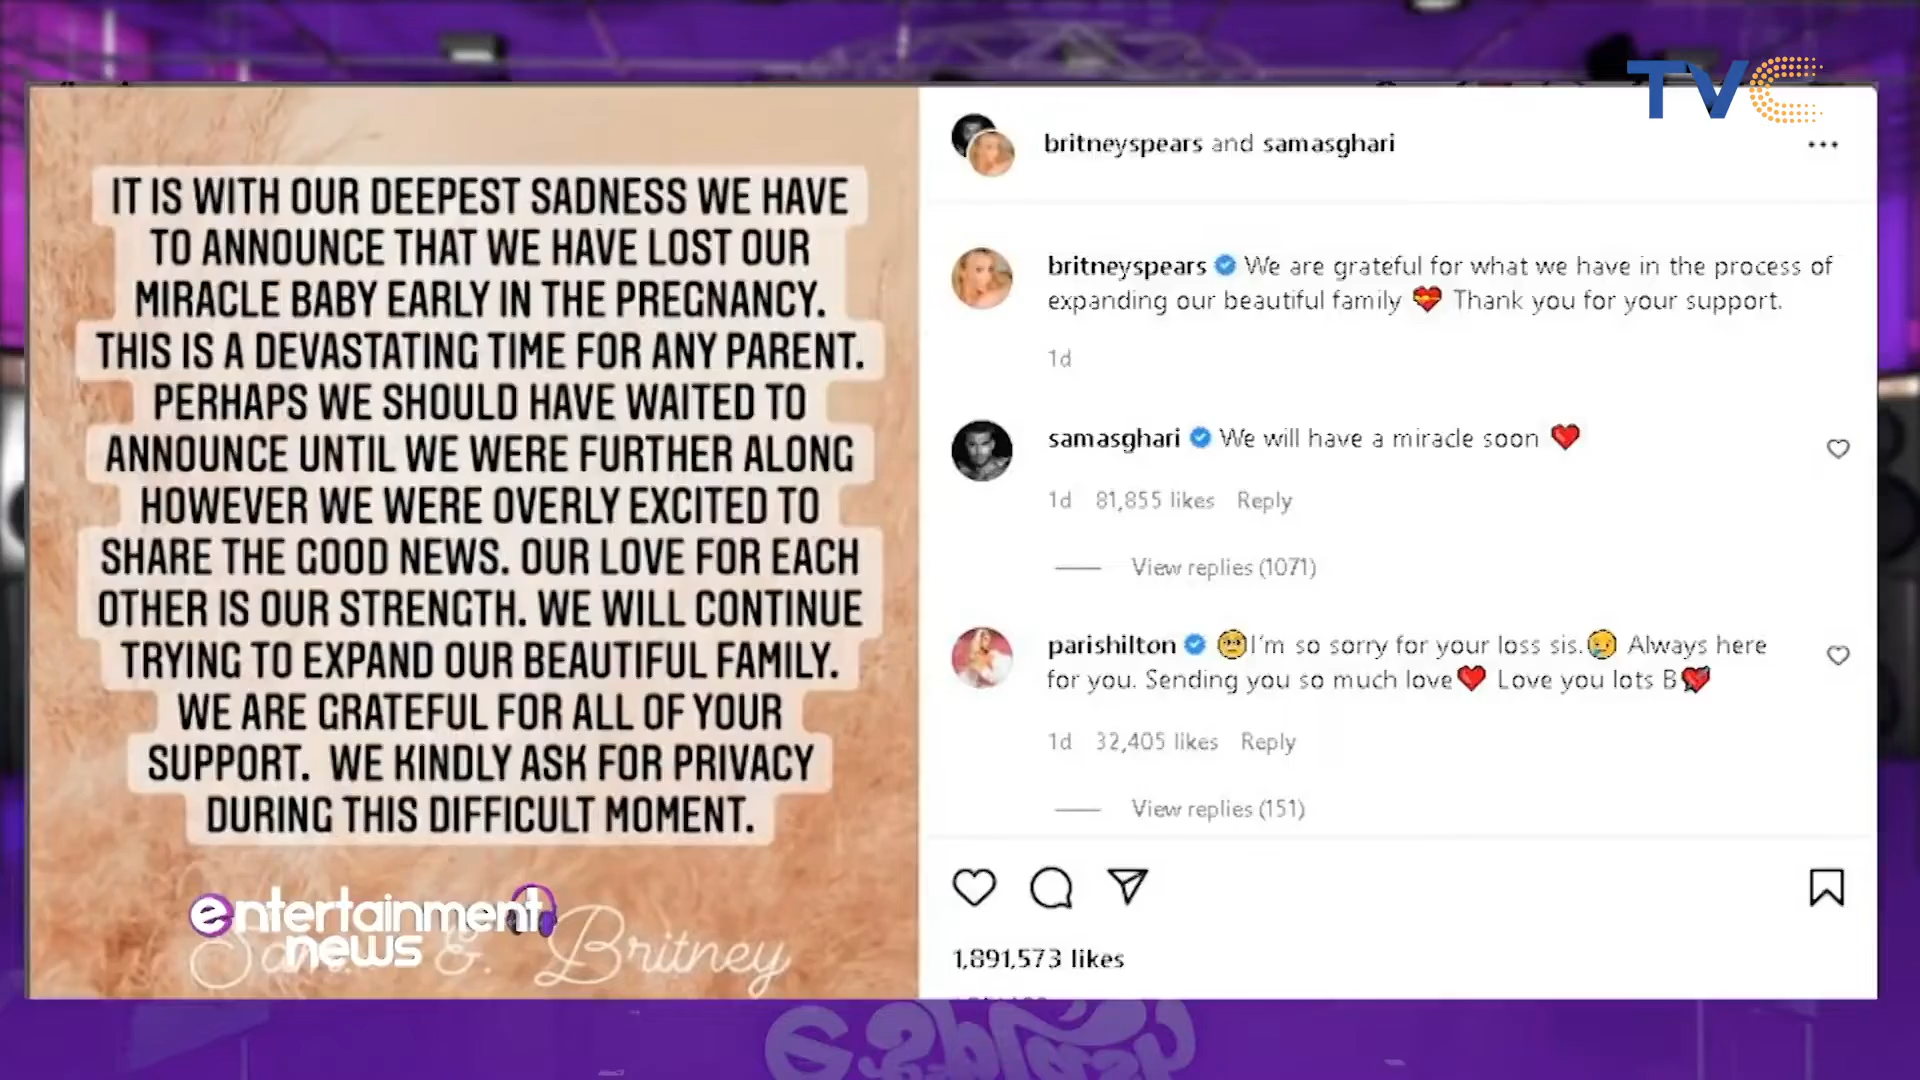 TVC
IT IS WITH OUR DEEPEST SADNESS WE HAVE
TO ANNOUNCE THAT WE HAVE LOST OUR
MIRACLE BABY EARLY IN THE PREGNANCY.
THIS IS A DEVASTATING TIME FOR ANY PARENT.
PERHAPS WE SHOULD HAVE WAITED TO
ANNOUNCE UNTIL WE WERE FURTHER ALONG
HOWEVER WE WERE OVERLY EXCITED TO
SHARE THE GOOD NEWS. OUR LOVE FOR EACH
OTHER IS OUR STRENGTH. WE WILL CONTINUE
TRYING TO EXPAND OUR BEAUTIFUL FAMILY.
WE ARE GRATEFUL FOR ALL OF YOUR
SUPPORT. WE KINDLY ASK FOR PRIVACY
DURING THIS DIFFICULT MOMENT.
entertainment
news
& Britney
britneyspears and samasghari
britneyspears We are grateful for what we have in the process of
expanding our beautiful family 💝 Thank you for your support.
1d
samasghari We will have a miracle soon ❤️
1d 81,855 likes Reply
View replies (1071)
parishilton 🥺I'm so sorry for your loss sis.😢 Always here
for you. Sending you so much love❤️ Love you lots B💘
1d 32,405 likes Reply
View replies (151)
1,891,573 likes